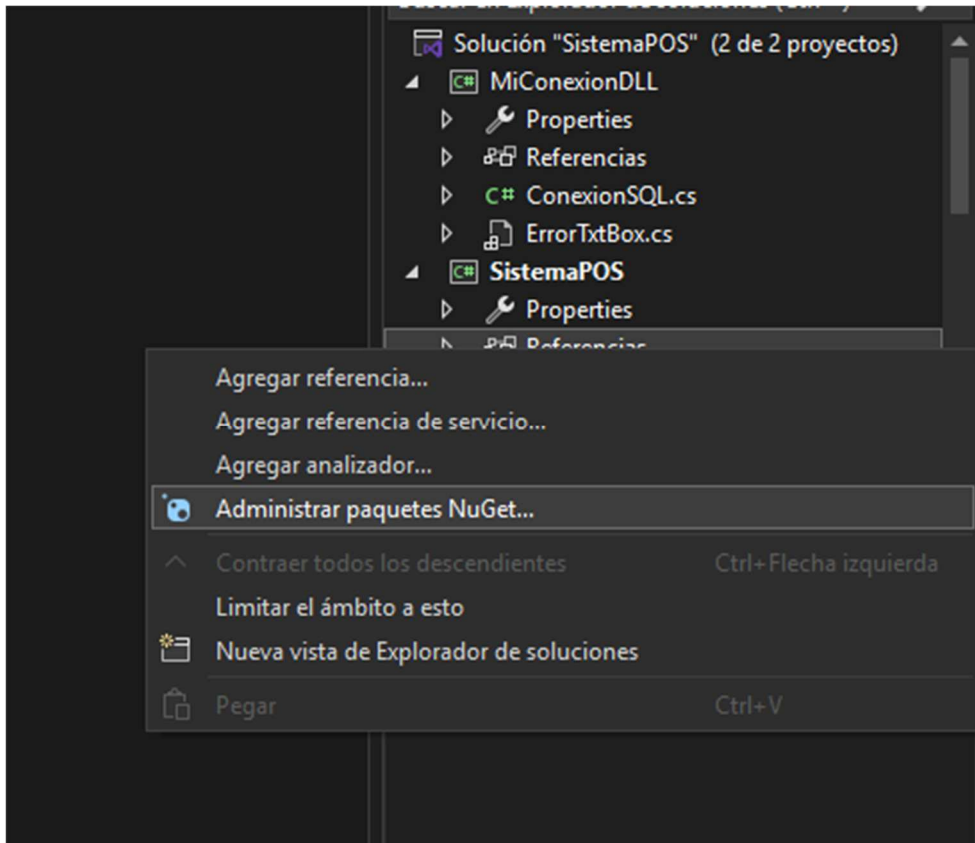 Solución "SistemaPOS" (2 de 2 proyectos)
C# MiConexionDLL
Properties
Referencias
C# ConexionSQL.cs
ErrorTxtBox.cs
C# SistemaPOS
Properties
Referencias
Agregar referencia...
Agregar referencia de servicio...
Agregar analizador...
Administrar paquetes NuGet...
Contraer todos los descendientes Ctrl+Flecha izquierda
Limitar el ámbito a esto
Nueva vista de Explorador de soluciones
Pegar Ctrl+V